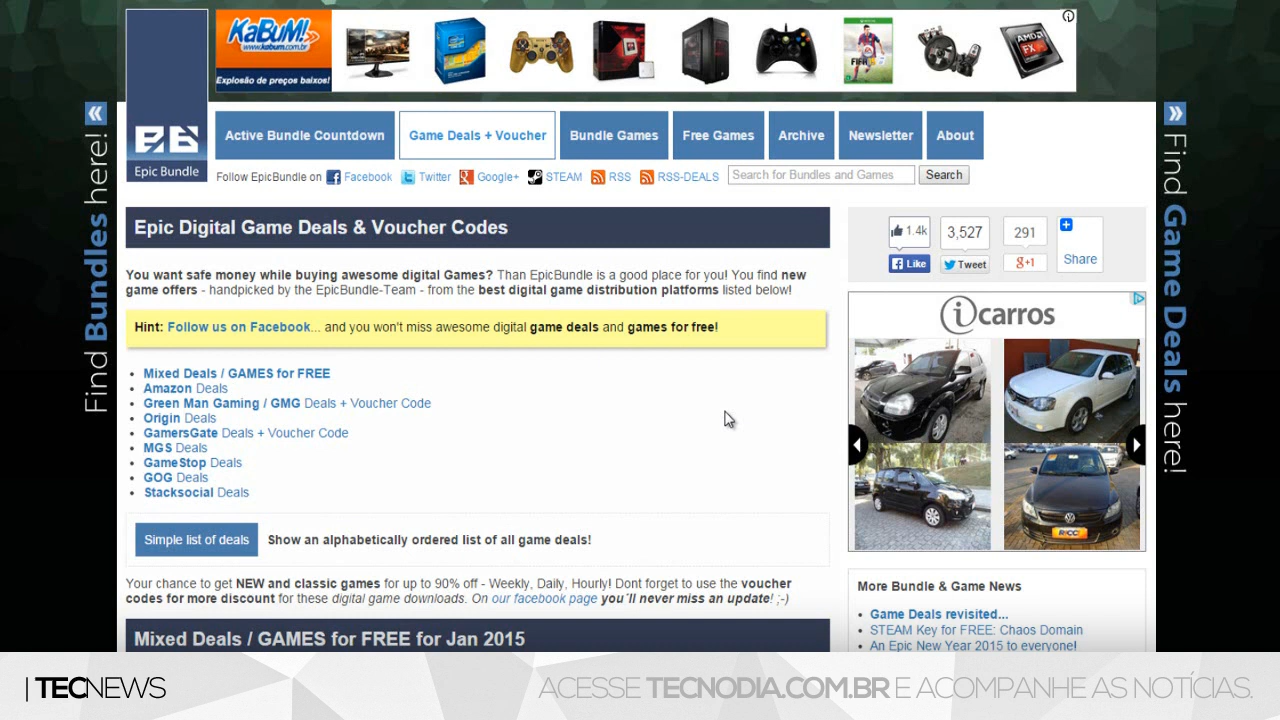 KaBuM!
www.kabum.com.br
Explosão de preços baixos!
FIFA
AMD
FX
Epic Bundle
Active Bundle Countdown
Game Deals + Voucher
Bundle Games
Free Games
Archive
Newsletter
About
Follow EpicBundle on Facebook Twitter Google+ STEAM RSS RSS-DEALS
Search for Bundles and Games
Search
Find Bundles here!
Find Game Deals here!
Epic Digital Game Deals & Voucher Codes
You want safe money while buying awesome digital Games? Than EpicBundle is a good place for you! You find new
game offers - handpicked by the EpicBundle-Team - from the best digital game distribution platforms listed below!
Hint: Follow us on Facebook... and you won't miss awesome digital game deals and games for free!
• Mixed Deals / GAMES for FREE
• Amazon Deals
• Green Man Gaming / GMG Deals + Voucher Code
• Origin Deals
• GamersGate Deals + Voucher Code
• MGS Deals
• GameStop Deals
• GOG Deals
• Stacksocial Deals
Simple list of deals
Show an alphabetically ordered list of all game deals!
Your chance to get NEW and classic games for up to 90% off - Weekly, Daily, Hourly! Dont forget to use the voucher
codes for more discount for these digital game downloads. On our facebook page you´ll never miss an update! ;-)
Mixed Deals / GAMES for FREE for Jan 2015
1.4k
Like
3,527
Tweet
291
g+1
Share
icarros
More Bundle & Game News
• Game Deals revisited...
• STEAM Key for FREE: Chaos Domain
• An Epic New Year 2015 to everyone!
| TECNEWS
ACESSE TECNODIA.COM.BR E ACOMPANHE AS NOTÍCIAS.